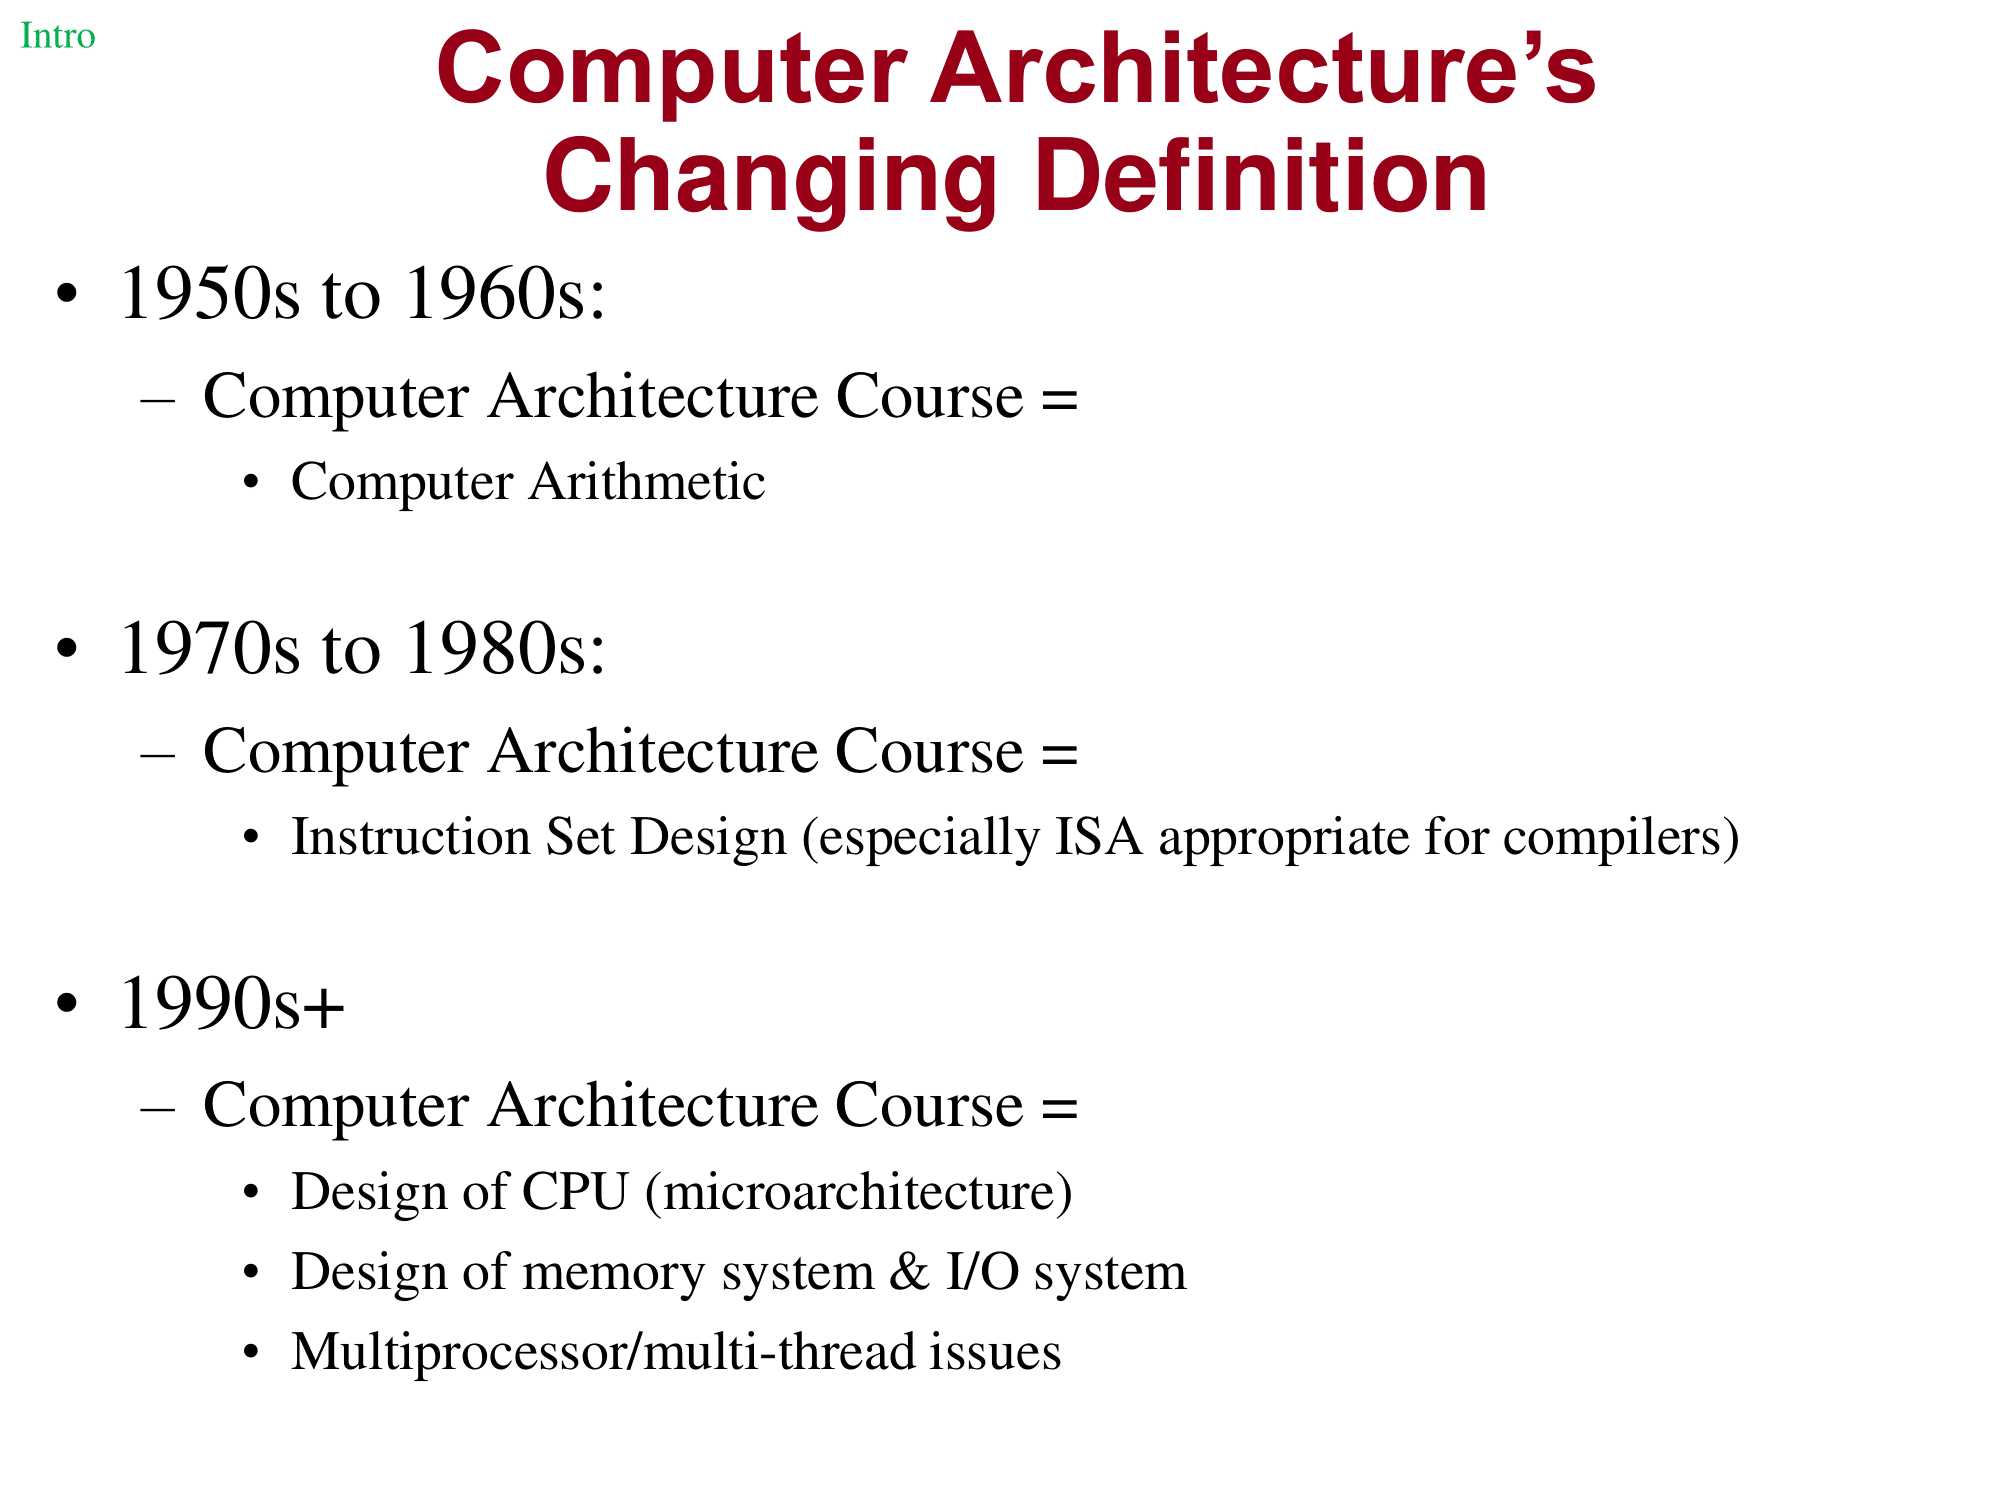 Intro
Computer Architecture’s
Changing Definition
• 1950s to 1960s:
– Computer Architecture Course =
• Computer Arithmetic
• 1970s to 1980s:
– Computer Architecture Course =
• Instruction Set Design (especially ISA appropriate for compilers)
• 1990s+
– Computer Architecture Course =
• Design of CPU (microarchitecture)
• Design of memory system & I/O system
• Multiprocessor/multi-thread issues